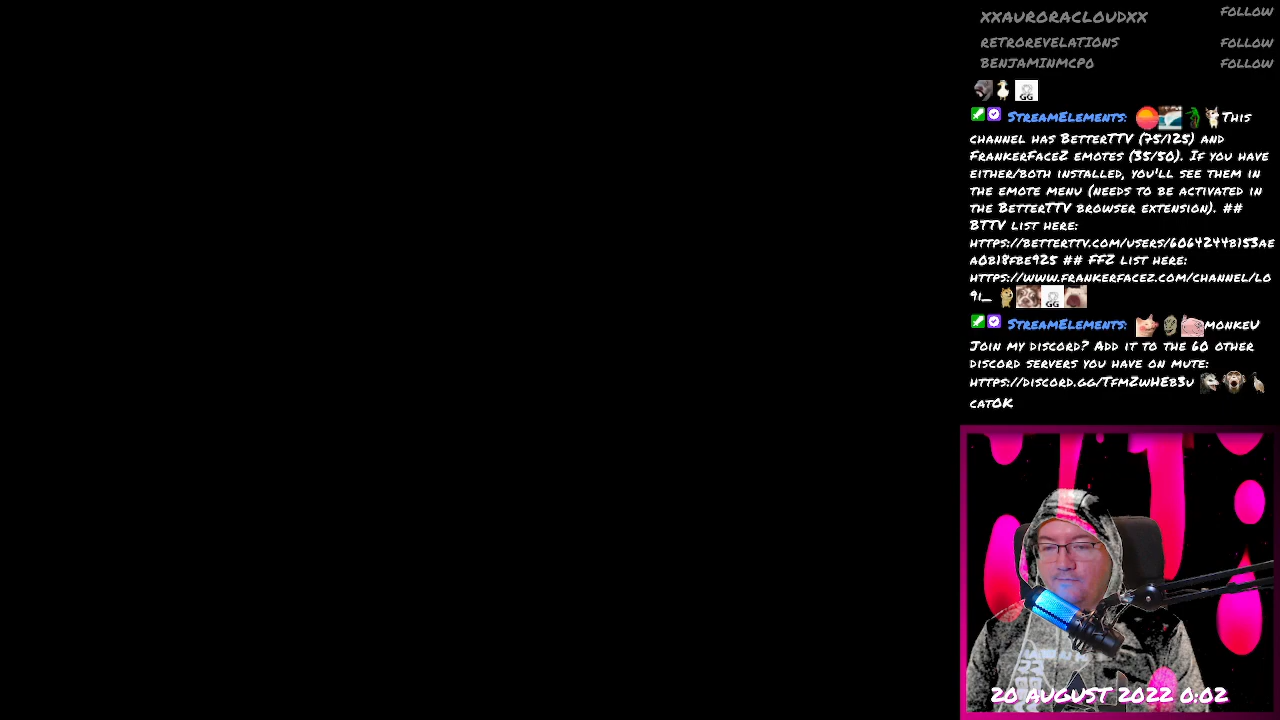 XXAURORACLOUDXX FOLLOW
RETROREVELATIONS FOLLOW
BENJAMINMCPO FOLLOW
GG
StreamElements: This
channel has BetterTTV (75/125) and
FrankerFaceZ emotes (35/50). If you have
either/both installed, you'll see them in
the emote menu (needs to be activated in
the BetterTTV browser extension). ##
BTTV list here:
https://betterttv.com/users/6064244b153ae
a0b18fbe925 ## FFZ list here:
https://www.frankerfacez.com/channel/lo
91_ GG
StreamElements: monkeU
Join my discord? Add it to the 60 other
discord servers you have on mute:
https://discord.gg/TfmZwHEb3u
catOK
20 AUGUST 2022 0:02